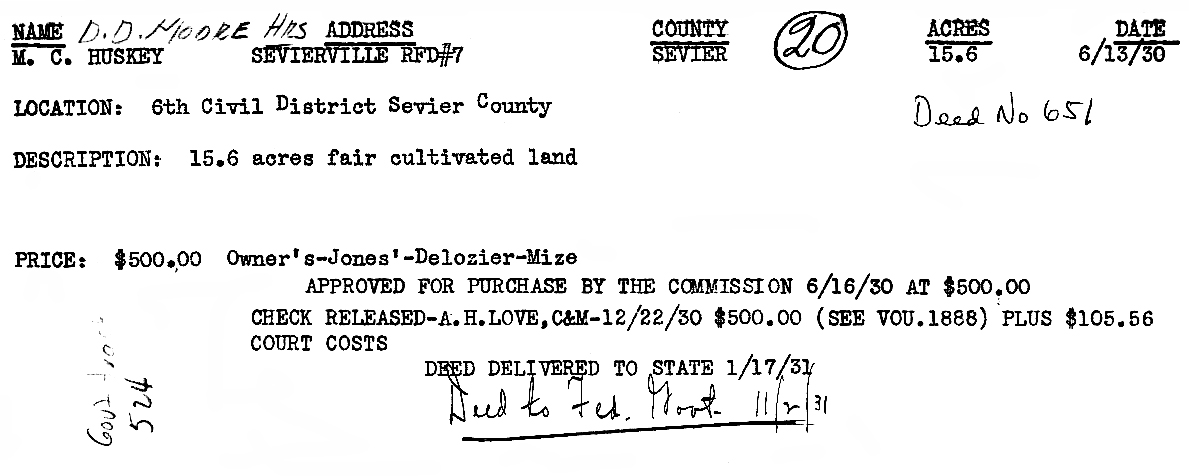 NAME D.D. MOORE HRS ADDRESS COUNTY 20 ACRES DATE
M. C. HUSKEY SEVIERVILLE RFD#7 SEVIER 15.6 6/13/30
LOCATION: 6th Civil District Sevier County Deed No 651
DESCRIPTION: 15.6 acres fair cultivated land
PRICE: $500.00 Owner's-Jones'-Delozier-Mize
APPROVED FOR PURCHASE BY THE COMMISSION 6/16/30 AT $500.00
CHECK RELEASED-A.H.LOVE,C&M-12/22/30 $500.00 (SEE VOU.1888) PLUS $105.56
COURT COSTS
DEED DELIVERED TO STATE 1/17/31
Deed to Fed. Govt. 11/2/31
524